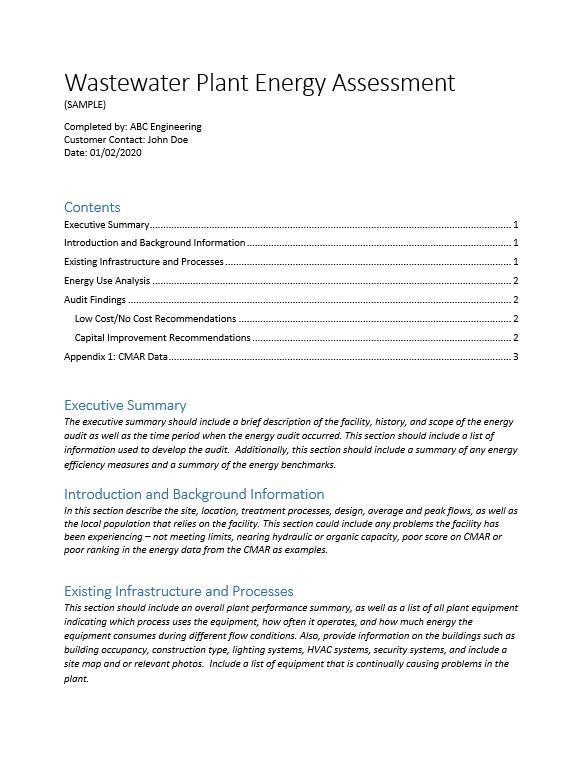 Wastewater Plant Energy Assessment
(SAMPLE)
Completed by: ABC Engineering
Customer Contact: John Doe
Date: 01/02/2020
Contents
Executive Summary 1
Introduction and Background Information 1
Existing Infrastructure and Processes 1
Energy Use Analysis 2
Audit Findings 2
Low Cost/No Cost Recommendations 2
Capital Improvement Recommendations 2
Appendix 1: CMAR Data 3
Executive Summary
The executive summary should include a brief description of the facility, history, and scope of the energy
audit as well as the time period when the energy audit occurred. This section should include a list of
information used to develop the audit.  Additionally, this section should include a summary of any energy
efficiency measures and a summary of the energy benchmarks.
Introduction and Background Information
In this section describe the site, location, treatment processes, design, average and peak flows, as well as
the local population that relies on the facility. This section could include any problems the facility has
been experiencing – not meeting limits, nearing hydraulic or organic capacity, poor score on CMAR or
poor ranking in the energy data from the CMAR as examples.
Existing Infrastructure and Processes
This section should include an overall plant performance summary, as well as a list of all plant equipment
indicating which process uses the equipment, how often it operates, and how much energy the
equipment consumes during different flow conditions. Also, provide information on the buildings such as
building occupancy, construction type, lighting systems, HVAC systems, security systems, and include a
site map and or relevant photos.  Include a list of equipment that is continually causing problems in the
plant.